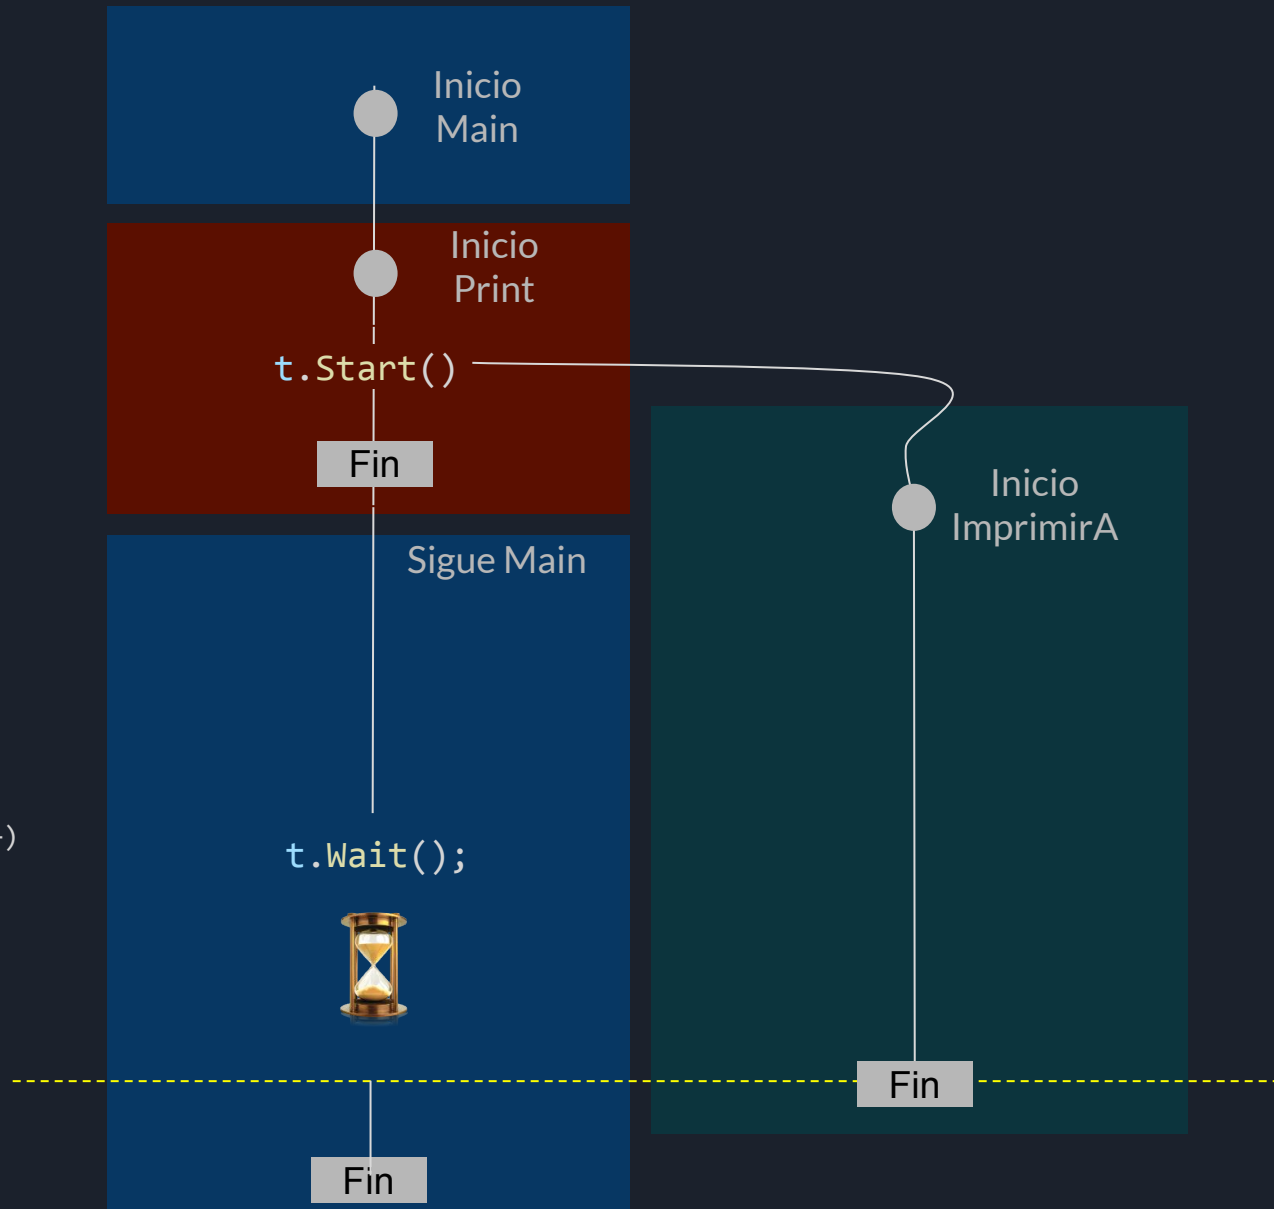 Inicio
Main
Inicio
Print
t.Start()
Fin
Inicio
ImprimirA
Sigue Main
)
t.Wait();
Fin
Fin